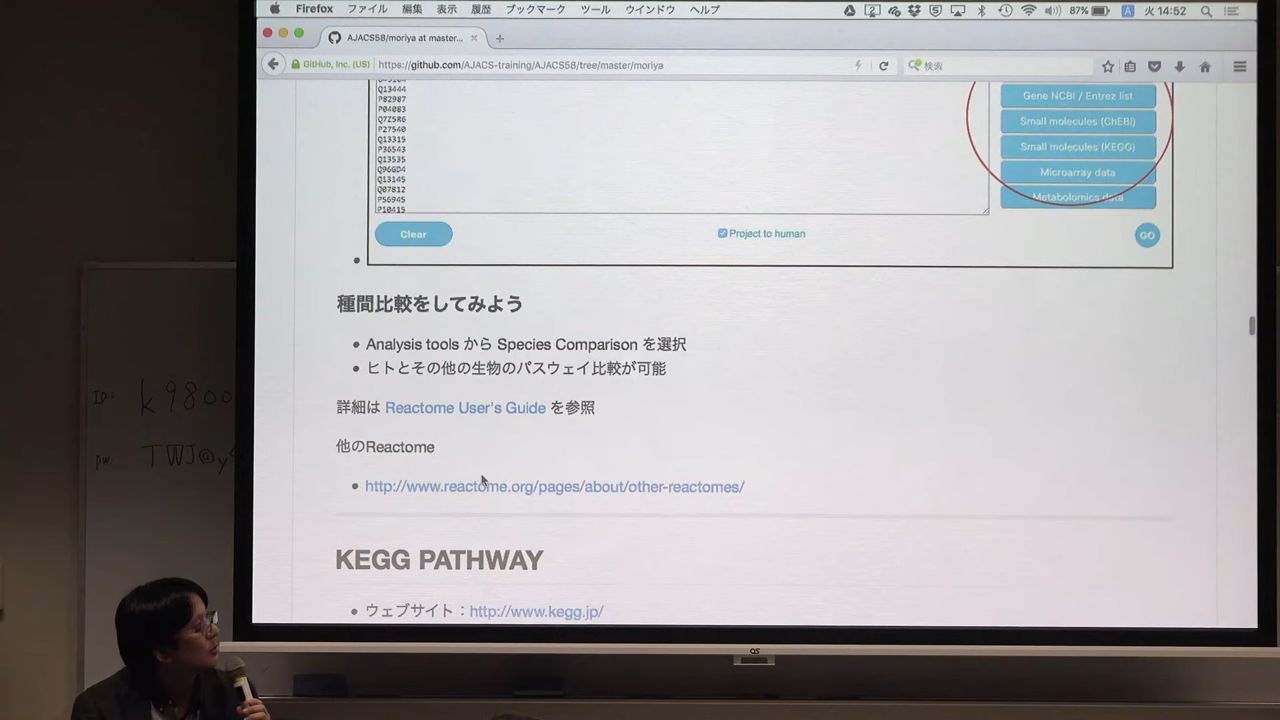 Firefox ファイル 編集 表示 履歴 ブックマーク ツール ウインドウ ヘルプ 87% A 火 14:52
AJACS58/moriya at master...
GitHub, Inc. (US) https://github.com/AJACS-training/AJACS58/tree/master/moriya 検索
Q13444
P82987
P04083
Q7Z5R6
P27540
Q13315
P36543
Q13535
Q96GD4
Q13145
Q07812
P56945
P10415
Gene NCBI / Entrez list
Small molecules (ChEBI)
Small molecules (KEGG)
Microarray data
Metabolomics data
Clear Project to human GO
種間比較をしてみよう
Analysis tools から Species Comparison を選択
ヒトとその他の生物のパスウェイ比較が可能
詳細は Reactome User's Guide を参照
他のReactome
http://www.reactome.org/pages/about/other-reactomes/
KEGG PATHWAY
ウェブサイト：http://www.kegg.jp/
ID: k9800
pw. TWJ@y
OS